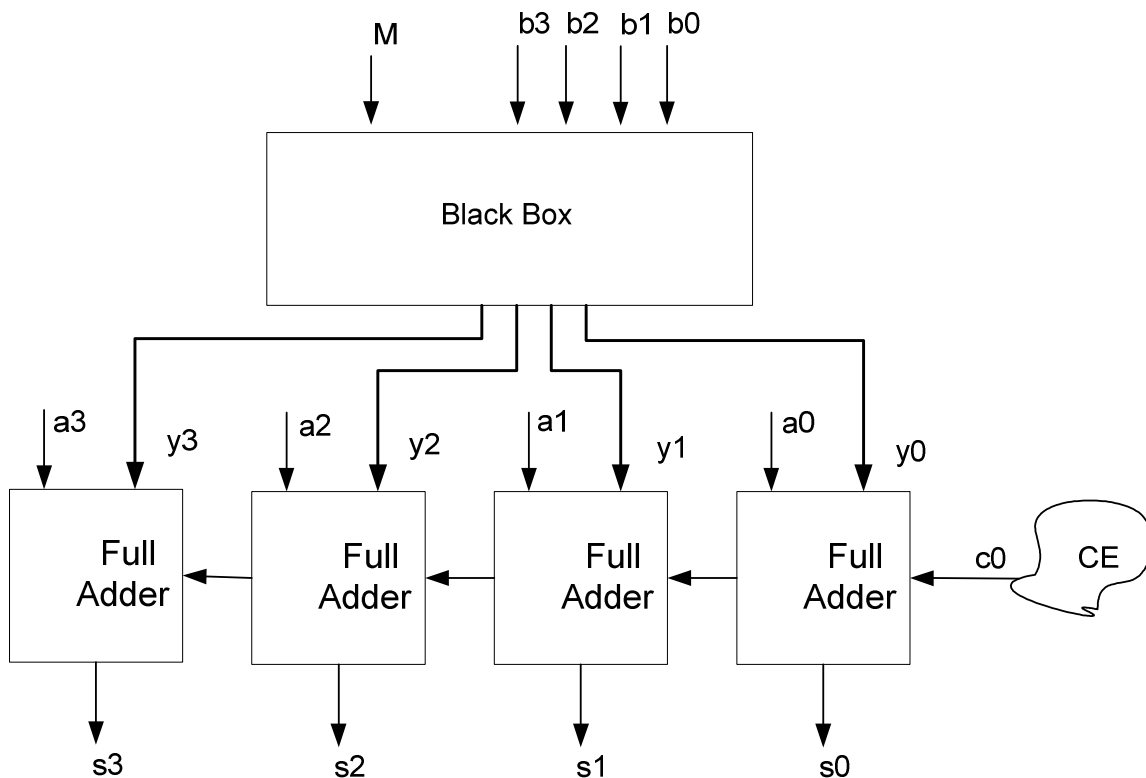 M
b3 b2 b1 b0
Black Box
a3 y3 a2 y2 a1 y1 a0 y0
Full
Adder
Full
Adder
Full
Adder
Full
Adder
c0
CE
s3 s2 s1 s0